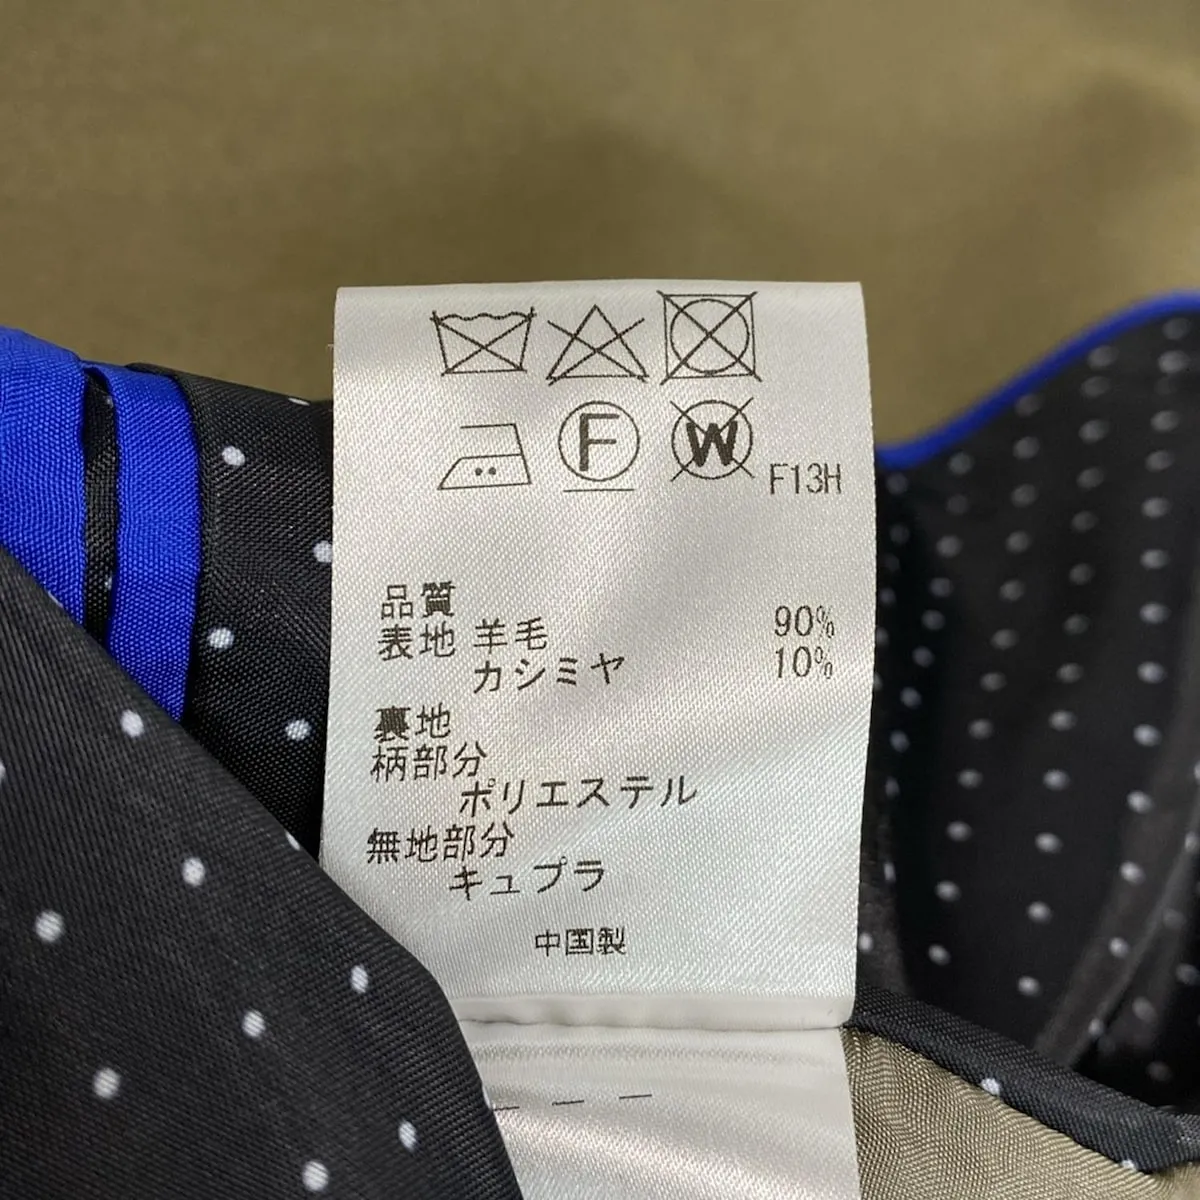 F
W
F13H
品質
表地 羊毛 90%
カシミヤ 10%
裏地
柄部分
ポリエステル
無地部分
キュプラ
中国製